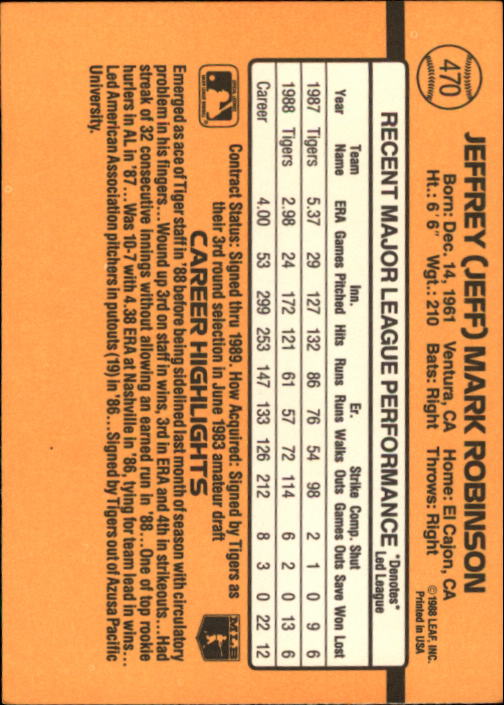 470
JEFFREY (JEFF) MARK ROBINSON
Born: Dec. 14, 1961 Ventura, CA Home: El Cajon, CA
Ht.: 6' 6" Wgt.: 210 Bats: Right Throws: Right
© 1988 LEAF, INC.
Printed in USA
RECENT MAJOR LEAGUE PERFORMANCE *Denotes*
Led League
Inn. Er. Strike Comp. Shut
Year Team Name ERA Games Pitched Hits Runs Runs Walks Outs Games Outs Save Won Lost
1987 Tigers 5.37 29 127 132 86 76 54 98 2 1 0 9 6
1988 Tigers 2.98 24 172 121 61 57 72 114 6 2 0 13 6
Career 4.00 53 299 253 147 133 126 212 8 3 0 22 12
Contract Status: Signed thru 1989. How Acquired: Signed by Tigers as
their 3rd round selection in June 1983 amateur draft
MLB
CAREER HIGHLIGHTS
Emerged as ace of Tiger staff in '88 before being sidelined last month of season with circulatory
problem in his fingers...Wound up 3rd on staff in wins, 3rd in ERA and 4th in strikeouts...Had
streak of 32 consecutive innings without allowing an earned run in '88...One of top rookie
hurlers in AL in '87...Was 10-7 with 4.38 ERA at Nashville in '86, tying for team lead in wins...
Led American Association pitchers in putouts (19) in '86...Signed by Tigers out of Azusa Pacific
University.